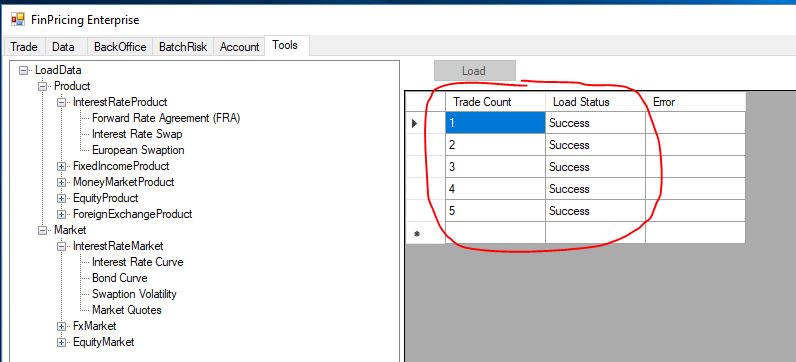 FinPricing Enterprise
Trade Data BackOffice BatchRisk Account Tools
LoadData
Product
InterestRateProduct
Forward Rate Agreement (FRA)
Interest Rate Swap
European Swaption
FixedIncomeProduct
MoneyMarketProduct
EquityProduct
ForeignExchangeProduct
Market
InterestRateMarket
Interest Rate Curve
Bond Curve
Swaption Volatility
Market Quotes
FxMarket
EquityMarket
Load
Trade Count Load Status Error
1 Success
2 Success
3 Success
4 Success
5 Success